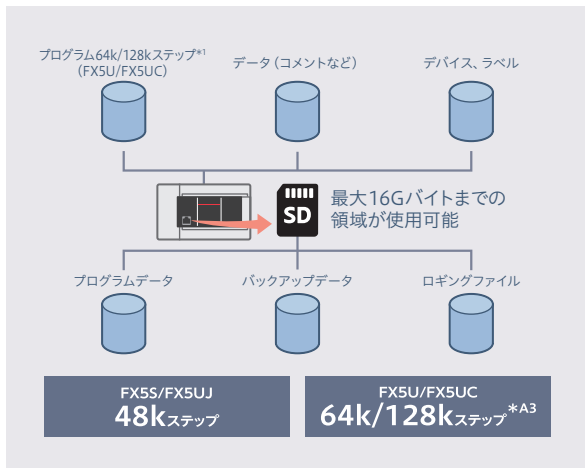 プログラム64k/128kステップ*1
(FX5U/FX5UC)
データ(コメントなど)
デバイス、ラベル
SD
最大16Gバイトまでの
領域が使用可能
プログラムデータ
バックアップデータ
ロギングファイル
FX5S/FX5UJ
48kステップ
FX5U/FX5UC
64k/128kステップ*A3